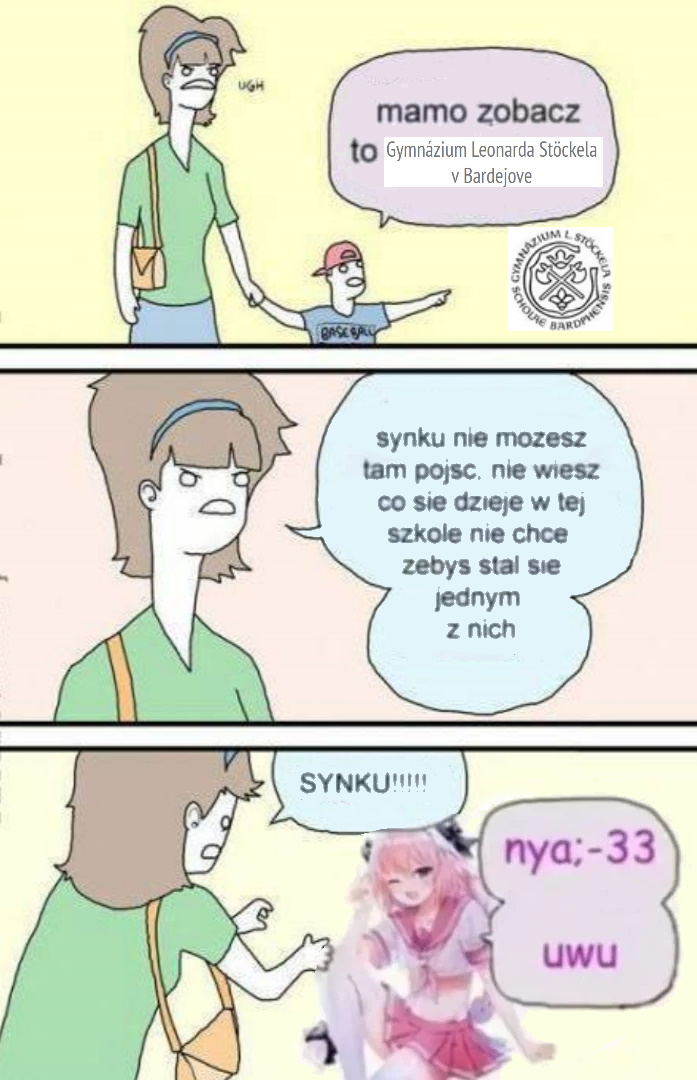 UGH
mamo zobacz
to Gymnázium Leonarda Stöckela
v Bardejove
GYMNÁZIUM L. STÖCKELA
SCHOLAE BARDPHENSIS
BASEBALL
synku nie mozesz
tam pojsc. nie wiesz
co sie dzieje w tej
szkole nie chce
zebys stal sie
jednym
z nich
SYNKU!!!!!
nya;-33
uwu